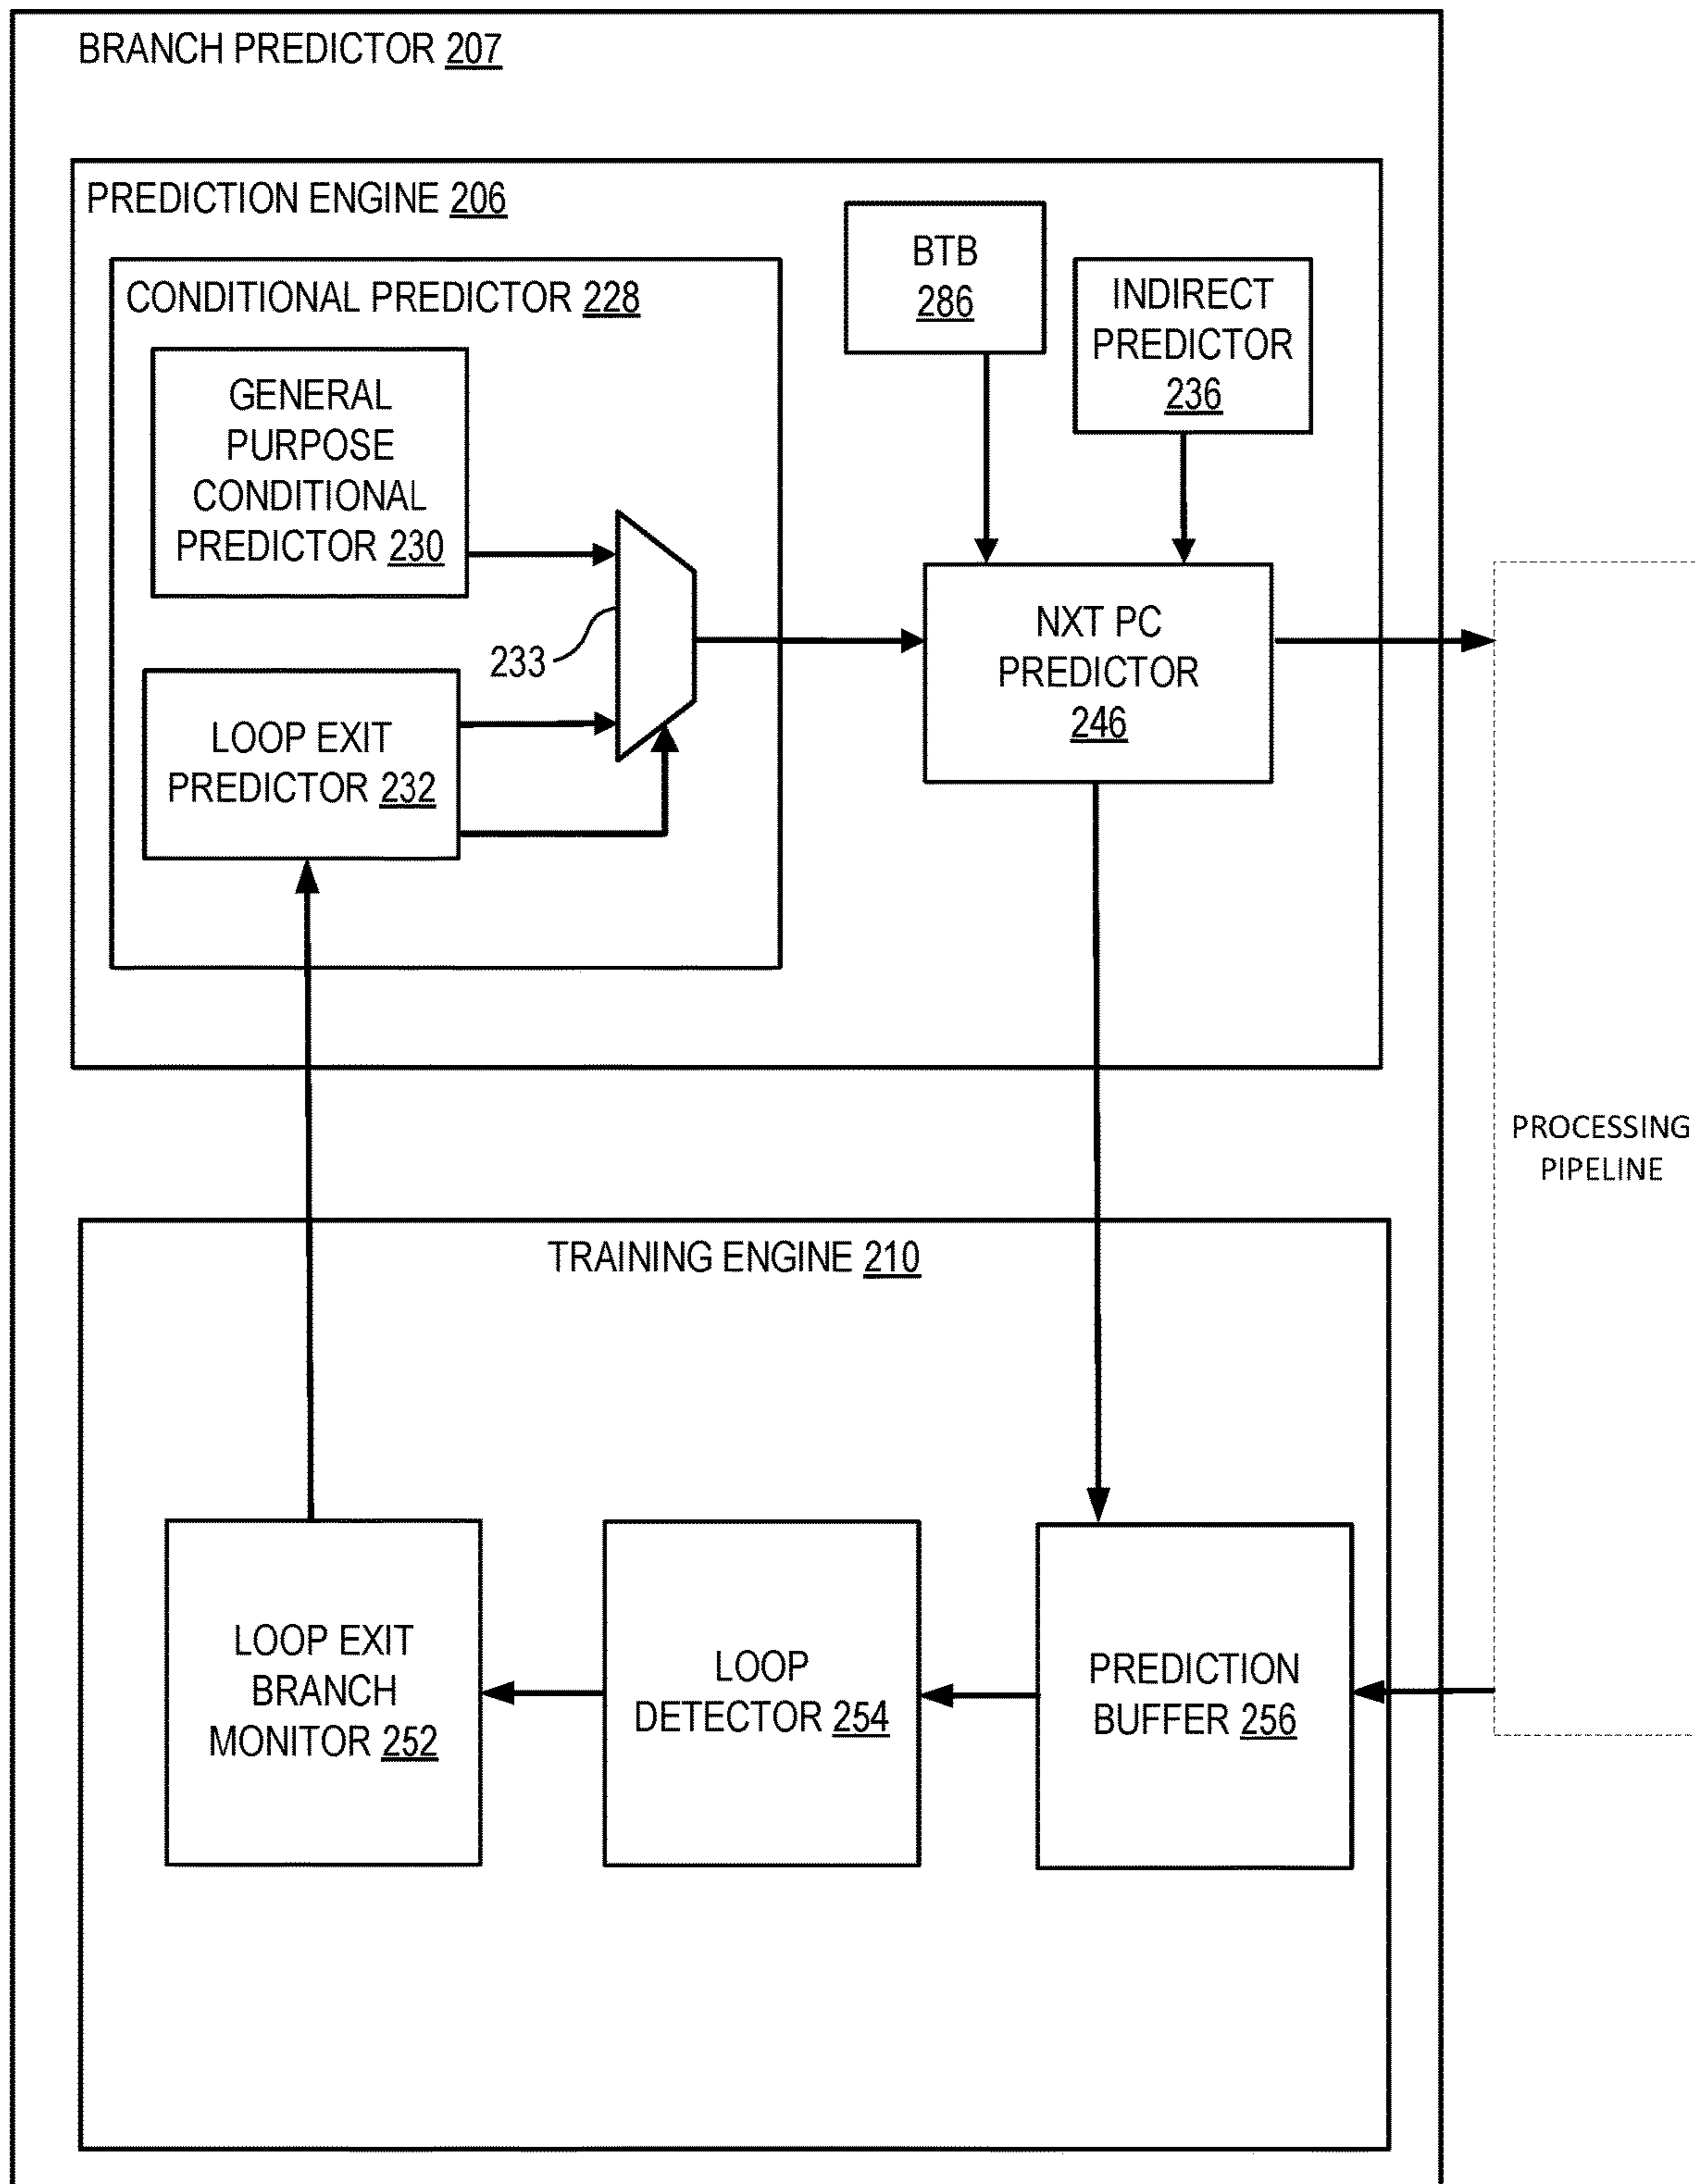 BRANCH PREDICTOR 207
PREDICTION ENGINE 206
CONDITIONAL PREDICTOR 228
GENERAL
PURPOSE
CONDITIONAL
PREDICTOR 230
LOOP EXIT
PREDICTOR 232
233
BTB
286
INDIRECT
PREDICTOR
236
NXT PC
PREDICTOR
246
PROCESSING
PIPELINE
TRAINING ENGINE 210
LOOP EXIT
BRANCH
MONITOR 252
LOOP
DETECTOR 254
PREDICTION
BUFFER 256